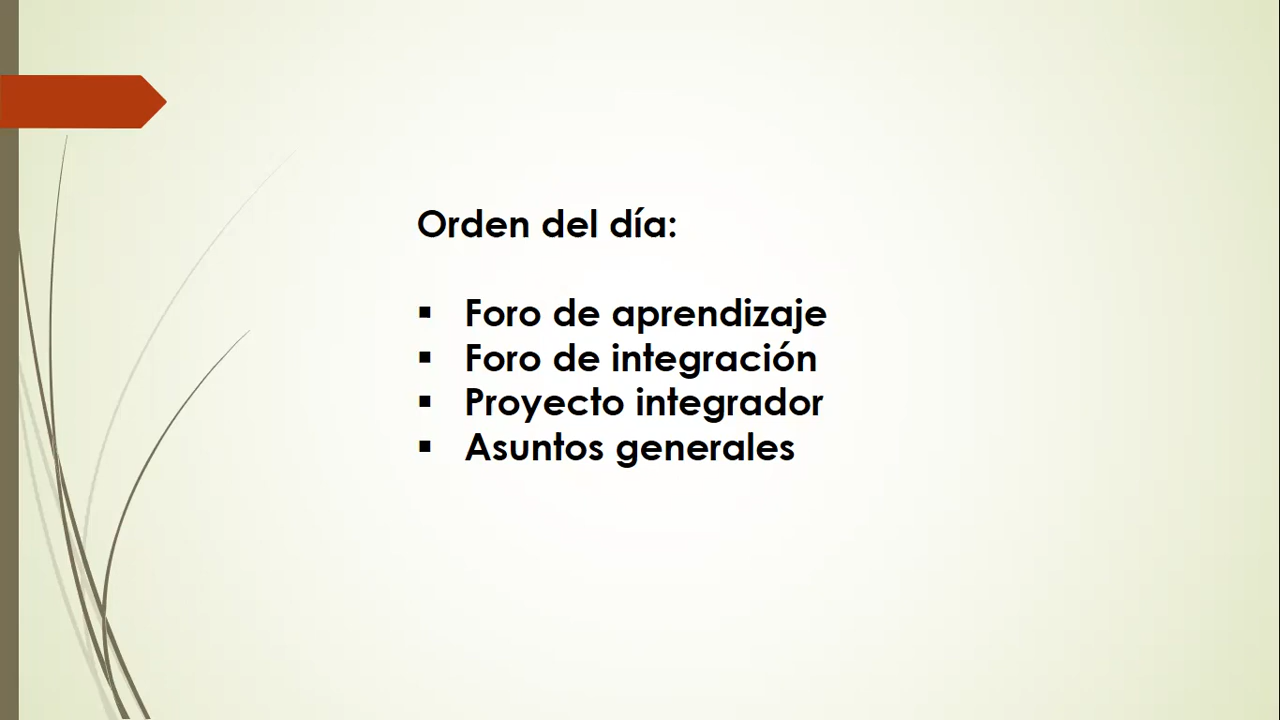 Orden del día:
▪ Foro de aprendizaje
▪ Foro de integración
▪ Proyecto integrador
▪ Asuntos generales